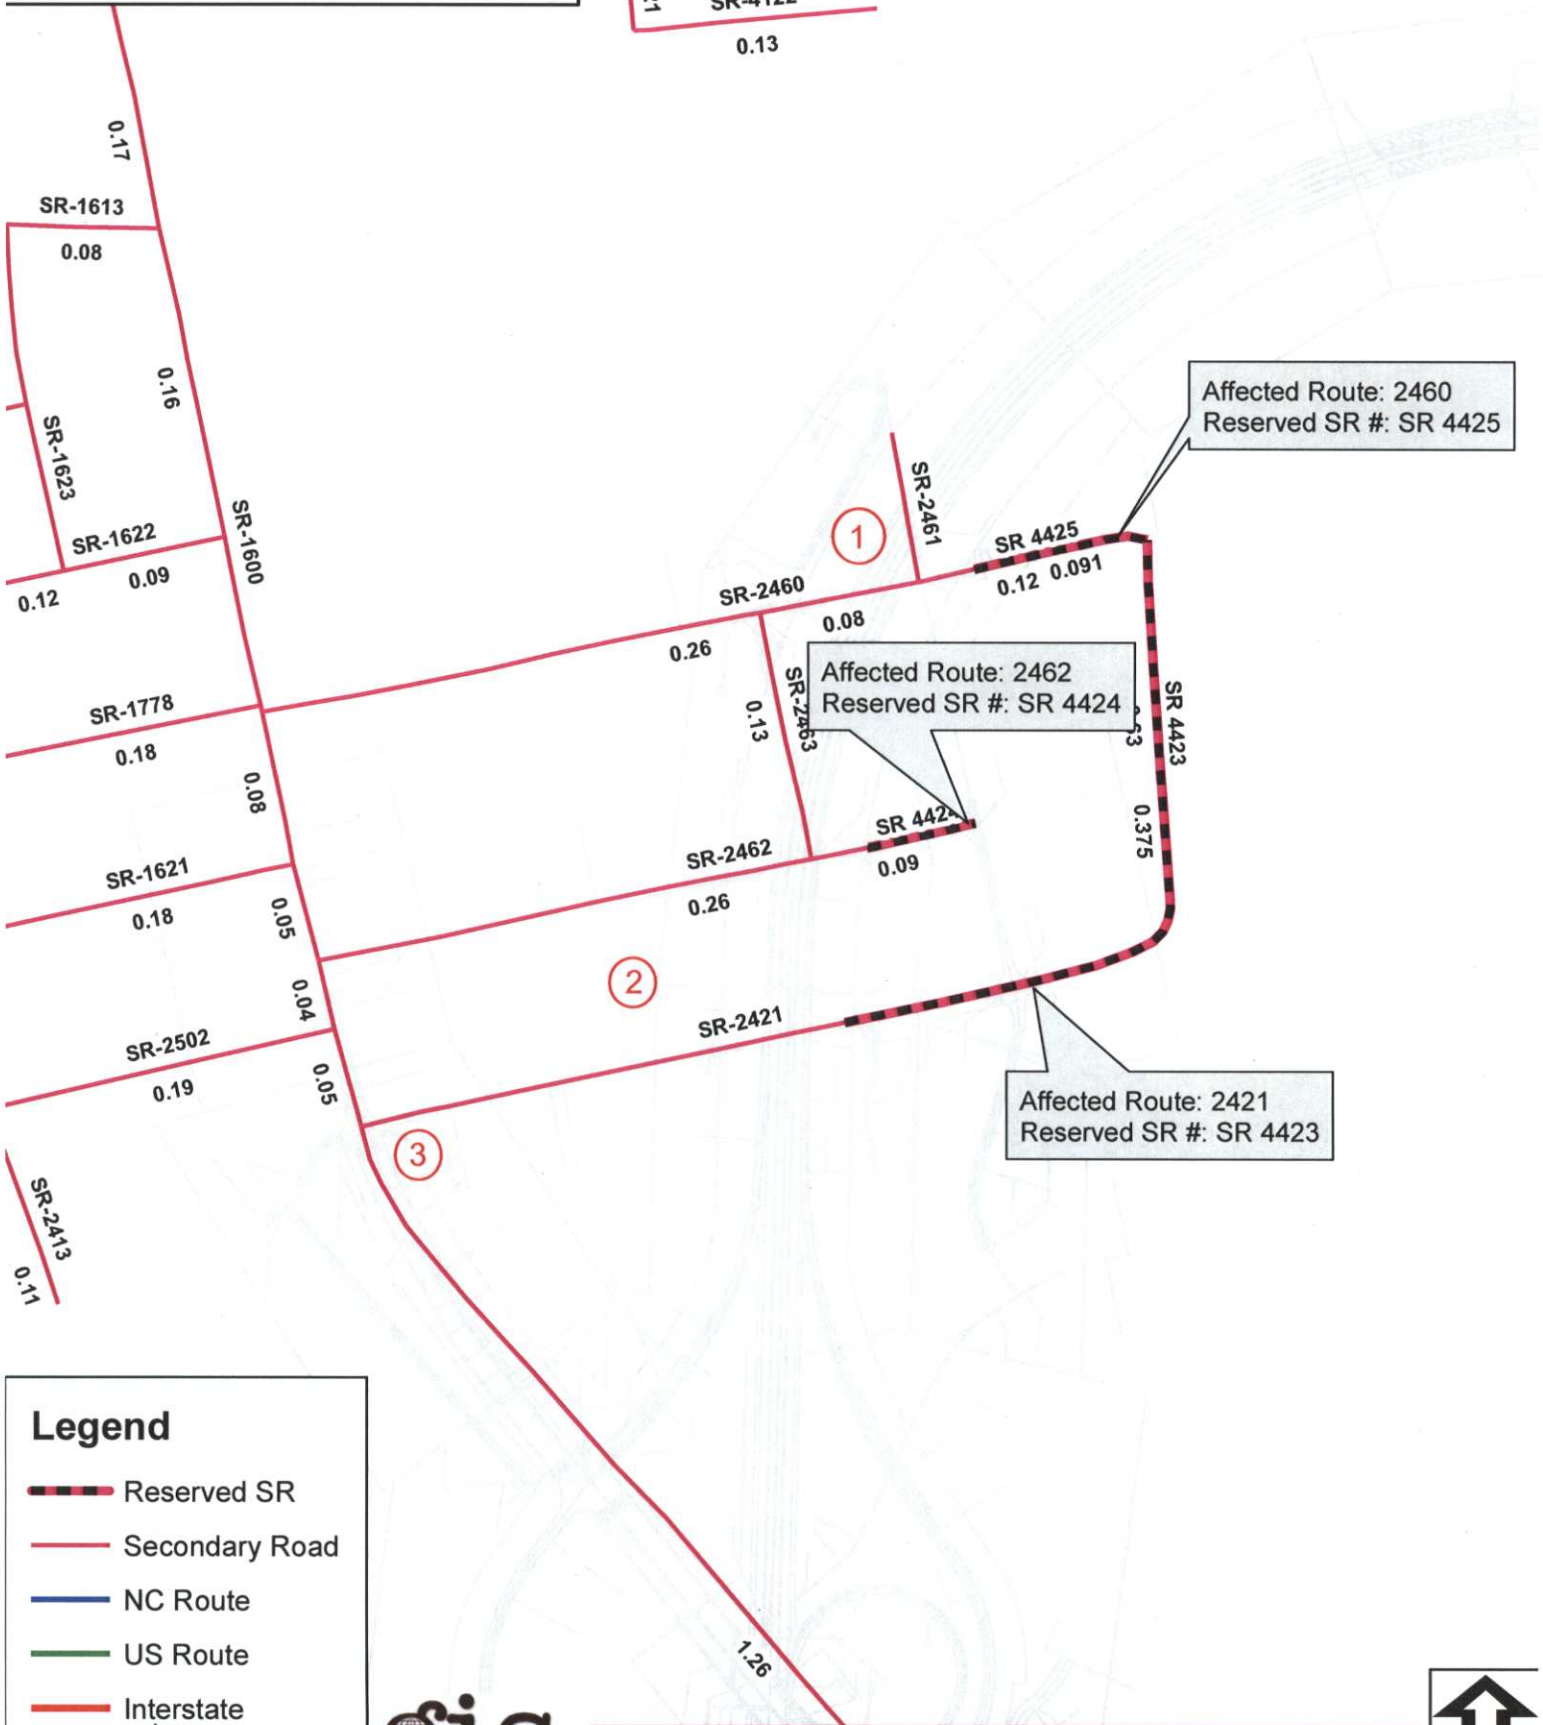 0.13
0.17
SR-1613
0.08
0.16
SR-1623
SR-1622
0.09
0.12
SR-1600
Affected Route: 2460
Reserved SR #: SR 4425
SR-2461
1
SR 4425
0.12 0.091
SR-2460
0.08
0.26
Affected Route: 2462
Reserved SR #: SR 4424
SR-2463
0.13
SR 4423
0.375
SR-1778
0.18
0.08
SR 4424
0.09
SR-2462
0.26
SR-1621
0.18
0.05
2
0.04
SR-2421
SR-2502
0.19
0.05
Affected Route: 2421
Reserved SR #: SR 4423
3
SR-2413
0.11
Legend
Reserved SR
Secondary Road
NC Route
US Route
Interstate
1.26